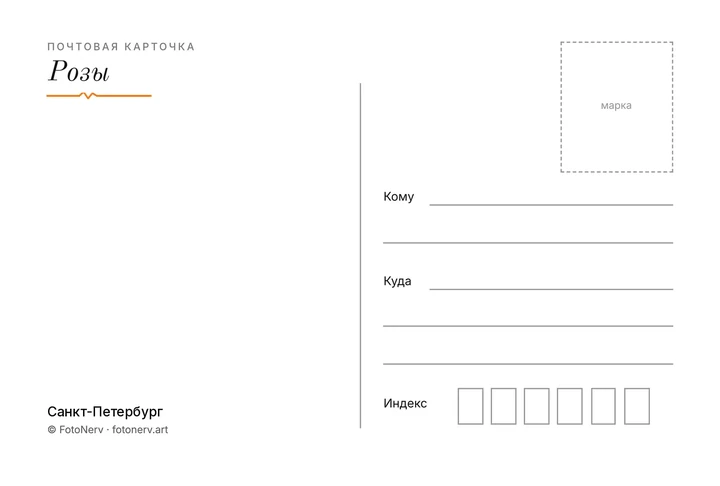 ПОЧТОВАЯ КАРТОЧКА
Розы
марка
Кому
Куда
Индекс
Санкт-Петербург
© FotoNerv · fotonerv.art